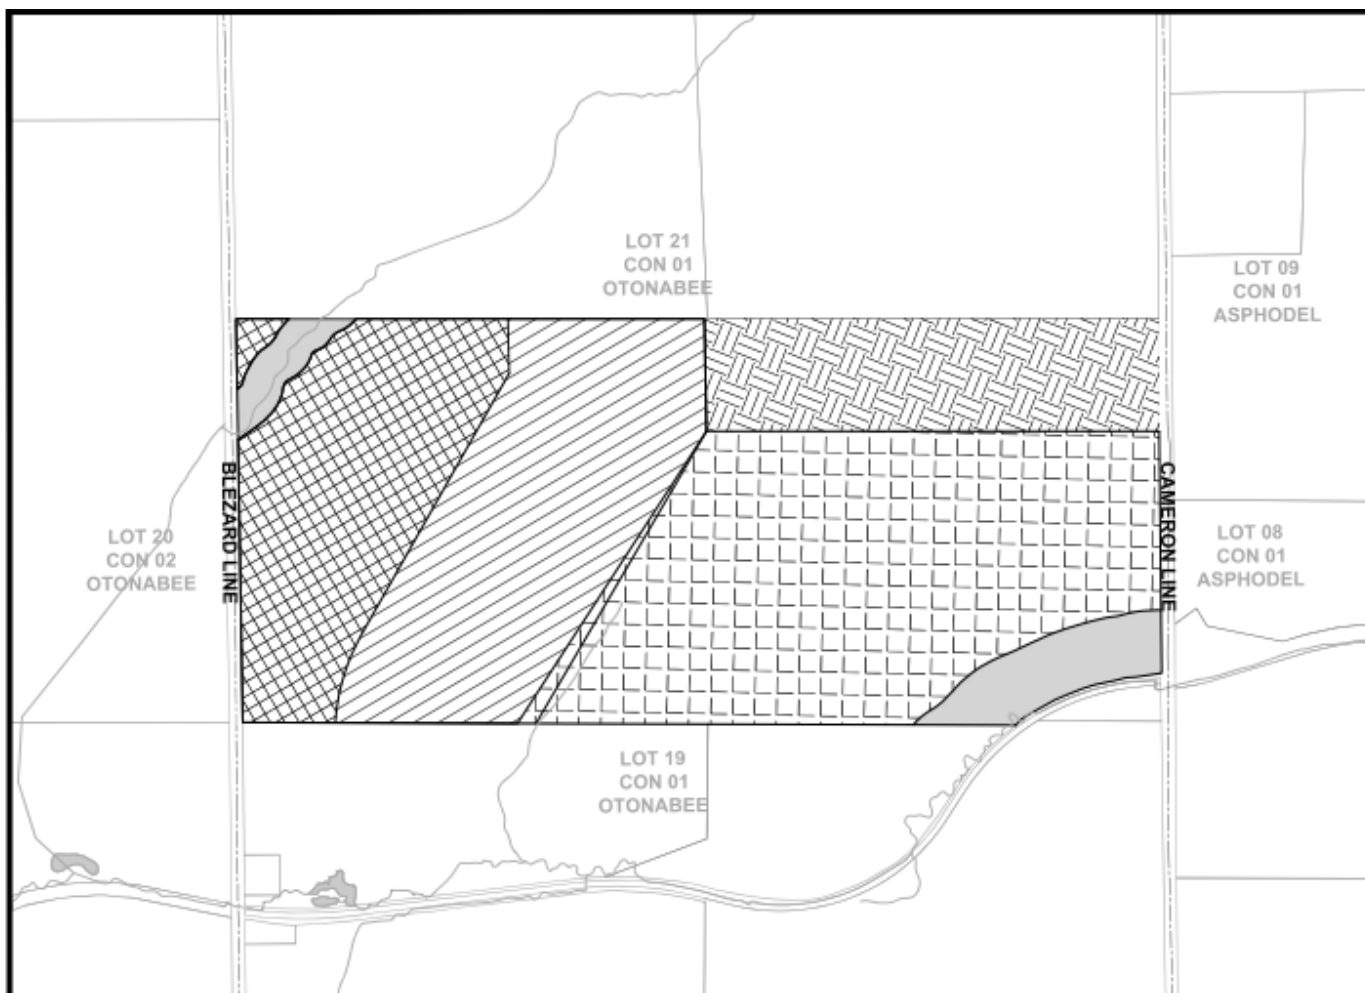 LOT 21
CON 01
OTONABEE
LOT 09
CON 01
ASPHODEL
BLEZARD LINE
CAMERON LINE
LOT 20
CON 02
OTONABEE
LOT 08
CON 01
ASPHODEL
LOT 19
CON 01
OTONABEE